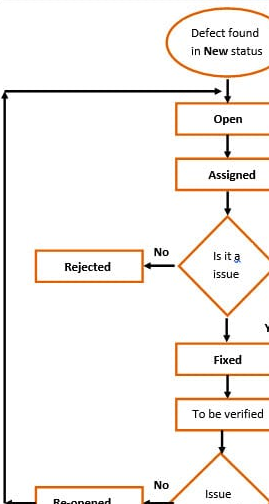 Defect found
in New status
Open
Assigned
Is it a
issue
No
Rejected
Y
Fixed
To be verified
No
Issue
Re-opened